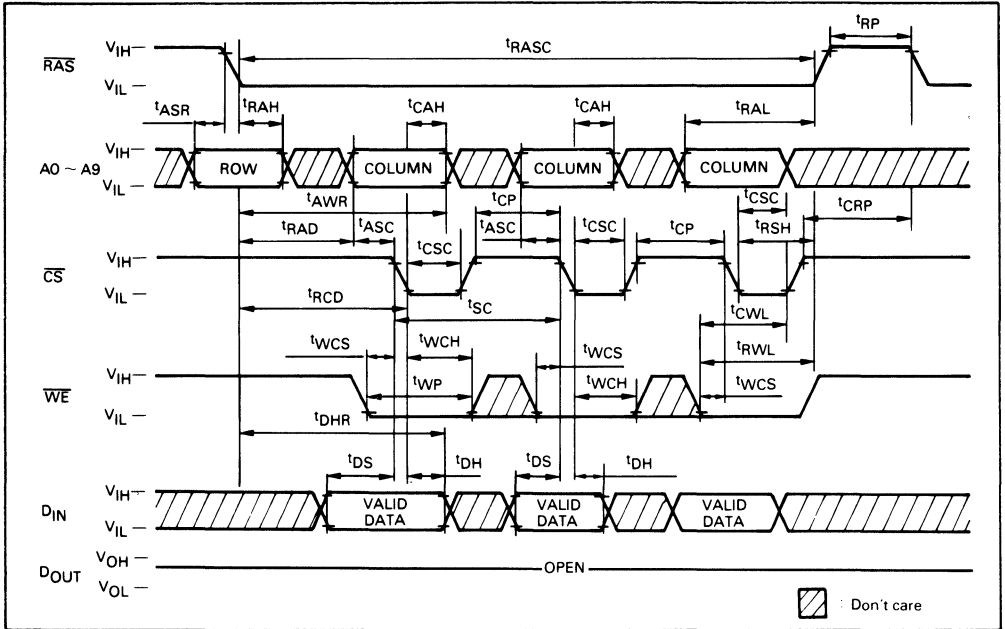 tRP
VIH
RAS
tRASC
VIL
tASR
tRAH
tCAH
tCAH
tRAL
VIH
A0 ~ A9
ROW
COLUMN
COLUMN
COLUMN
VIL
tAWR
tCP
tCSC
tCRP
tRAD
tASC
tASC
tCSC
tCSC
tCP
tRSH
VIH
CS
VIL
tRCD
tSC
tCWL
tWCS
tWCH
tWCS
tRWL
VIH
WE
tWP
tWCH
tWCS
VIL
tDHR
tDS
tDH
tDS
tDH
VIH
DIN
VALID DATA
VALID DATA
VALID DATA
VIL
VOH
DOUT
OPEN
VOL
: Don't care